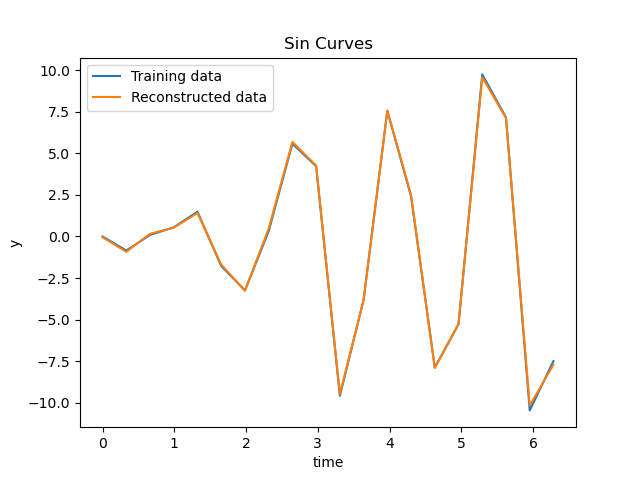 Sin Curves
Training data
Reconstructed data
10.0
7.5
5.0
2.5
0.0
−2.5
−5.0
−7.5
−10.0
y
0 1 2 3 4 5 6
time